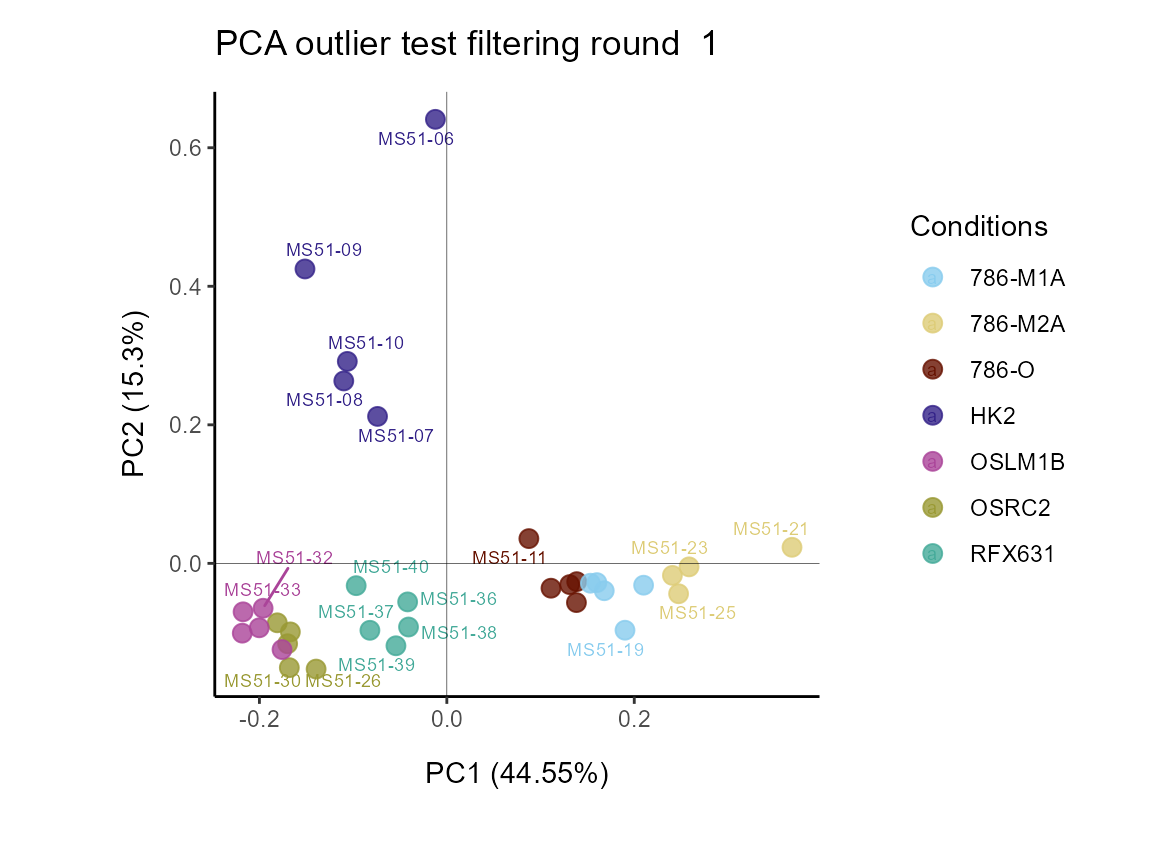 PCA outlier test filtering round  1
MS51-06
0.6
MS51-09
0.4
MS51-10
MS51-08
MS51-07
0.2
PC2 (15.3%)
MS51-21
MS51-23
MS51-11
MS51-32
MS51-40
0.0
MS51-33
MS51-36
MS51-37
MS51-25
MS51-38
MS51-19
MS51-39
MS51-30
MS51-26
-0.2
0.0
0.2
PC1 (44.55%)
Conditions
a 786-M1A
a 786-M2A
a 786-O
a HK2
a OSLM1B
a OSRC2
a RFX631